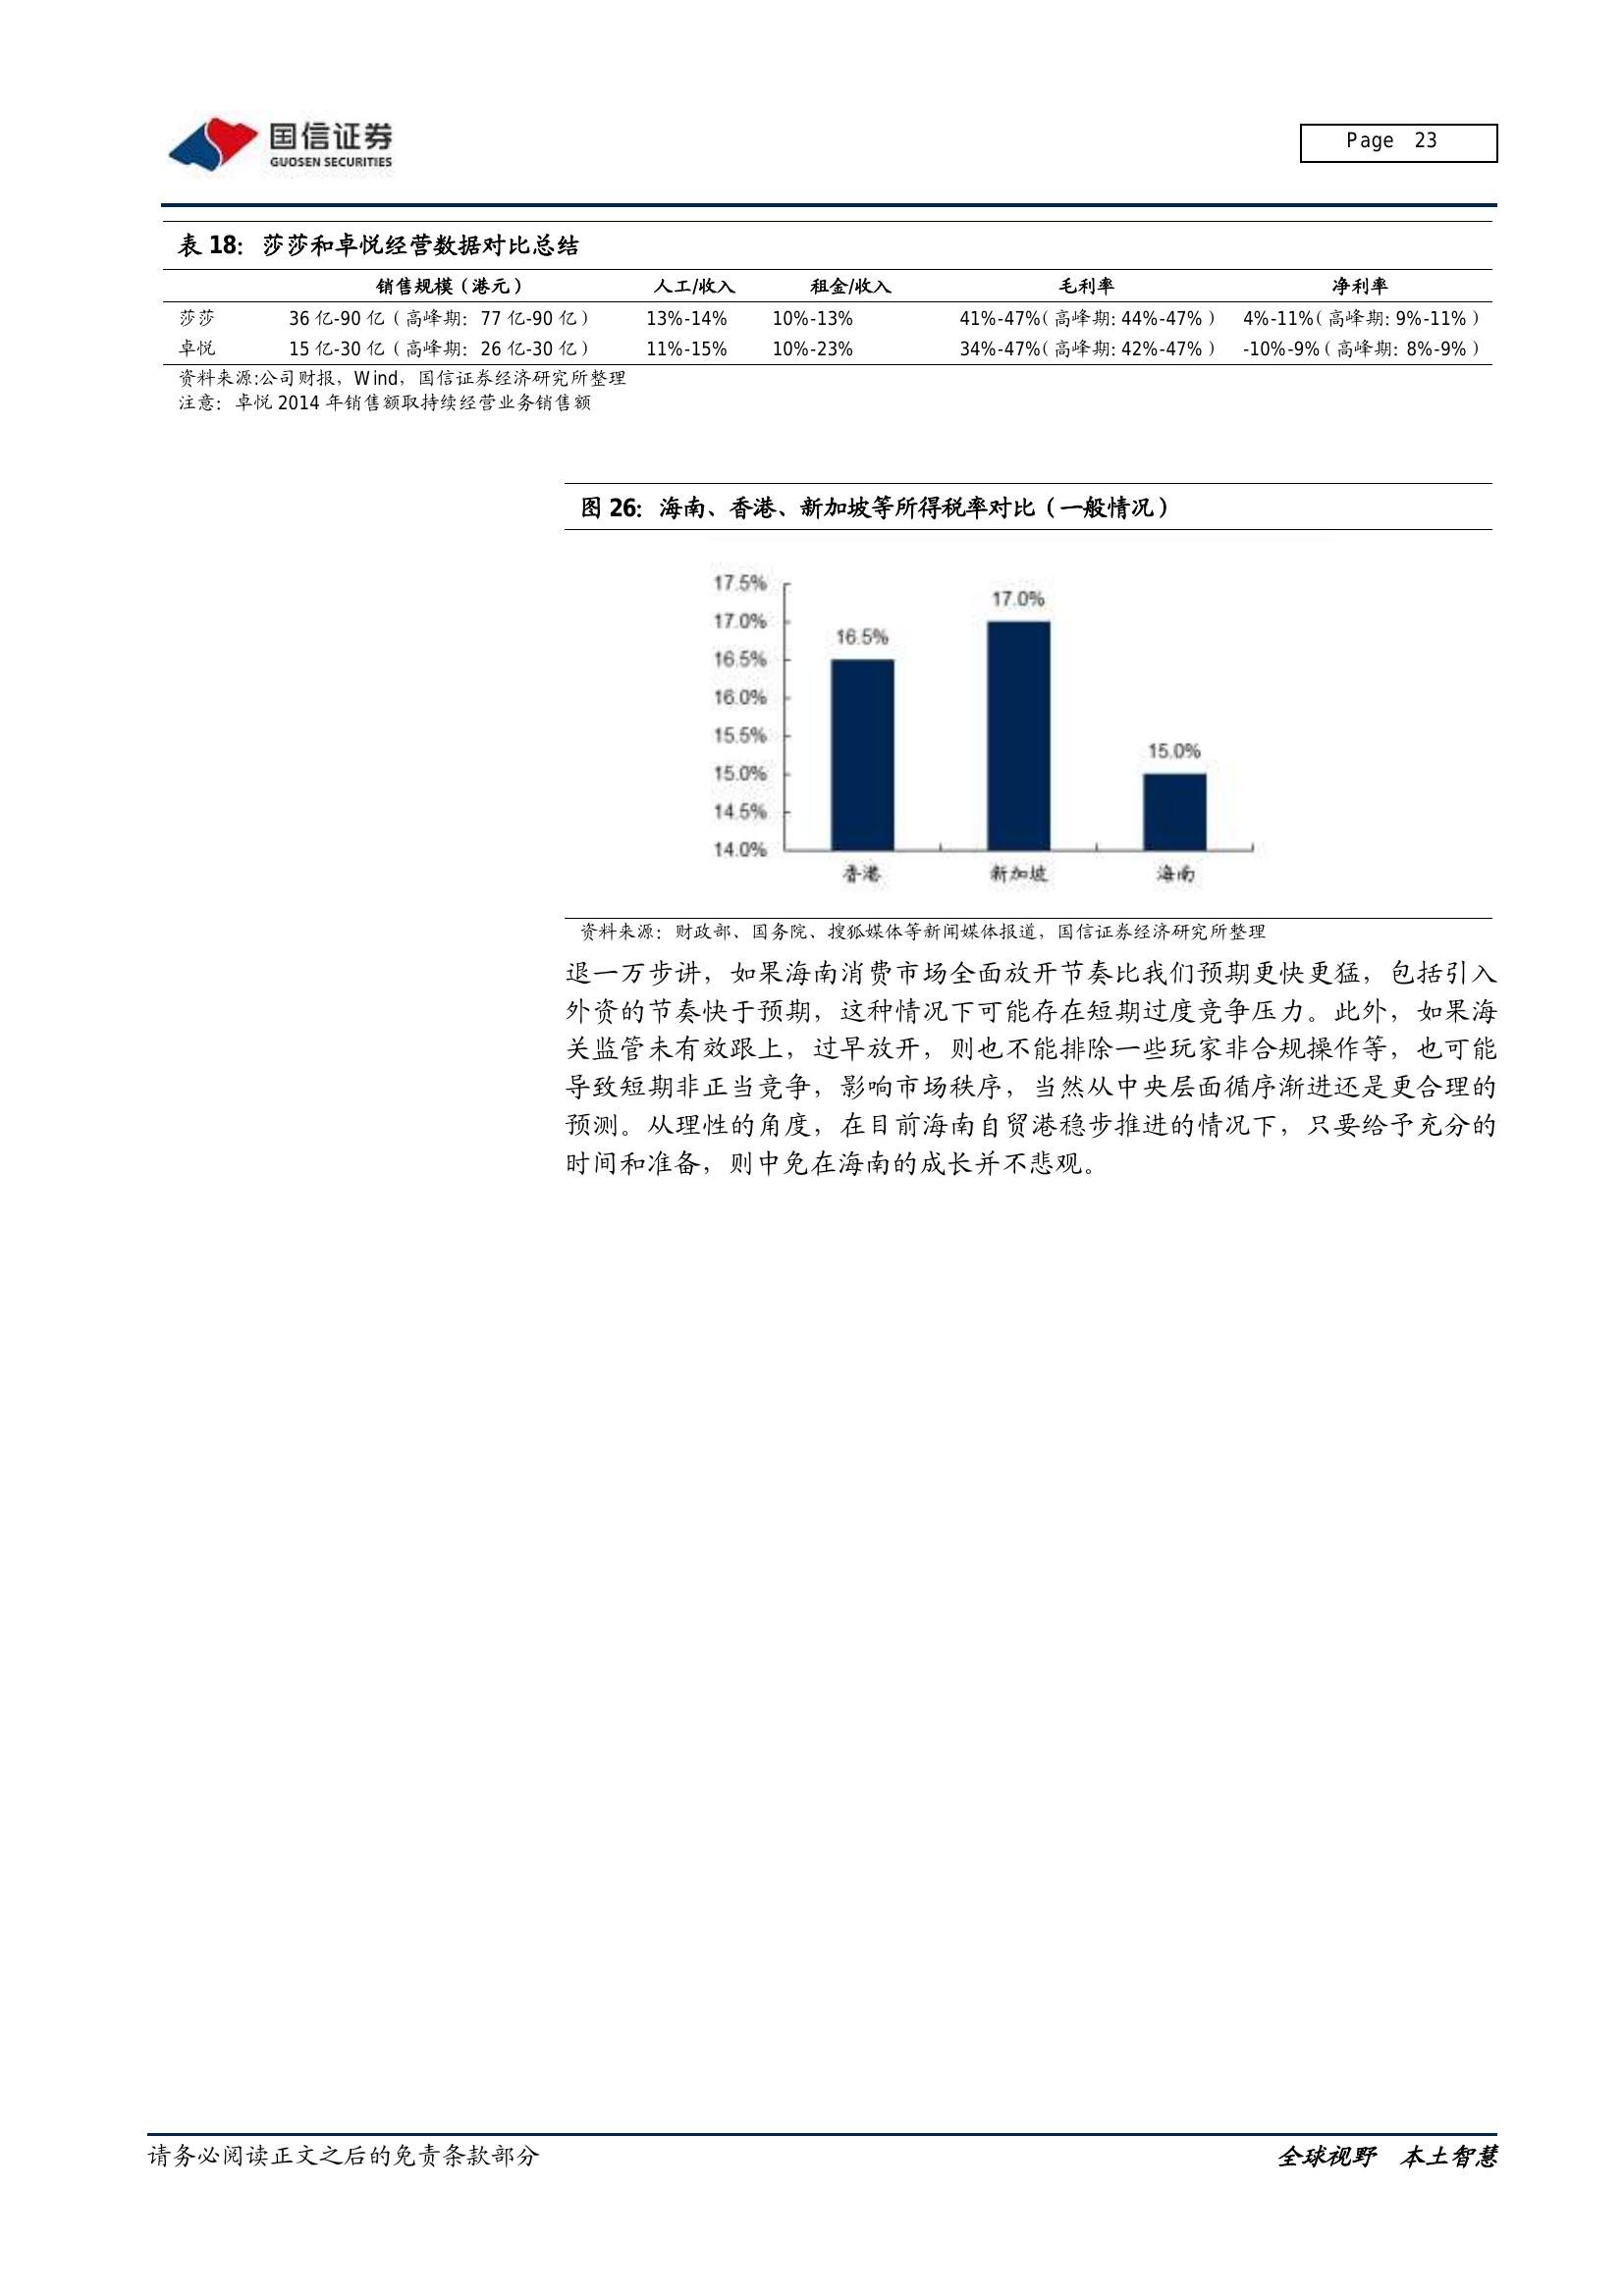 国信证券
GUOSEN SECURITIES
Page 23
表 18：莎莎和卓悦经营数据对比总结
销售规模（港元） 人工/收入 租金/收入 毛利率 净利率
莎莎 36 亿-90 亿（高峰期：77 亿-90 亿） 13%-14% 10%-13% 41%-47%（高峰期：44%-47%） 4%-11%（高峰期：9%-11%）
卓悦 15 亿-30 亿（高峰期：26 亿-30 亿） 11%-15% 10%-23% 34%-47%（高峰期：42%-47%） -10%-9%（高峰期：8%-9%）
资料来源:公司财报，Wind，国信证券经济研究所整理
注意：卓悦 2014 年销售额取持续经营业务销售额
图 26：海南、香港、新加坡等所得税率对比（一般情况）
17.5%
17.0%
16.5%
16.0%
15.5%
15.0%
14.5%
14.0%
16.5%
17.0%
15.0%
香港 新加坡 海南
资料来源：财政部、国务院、搜狐媒体等新闻媒体报道，国信证券经济研究所整理
退一万步讲，如果海南消费市场全面放开节奏比我们预期更快更猛，包括引入
外资的节奏快于预期，这种情况下可能存在短期过度竞争压力。此外，如果海
关监管未有效跟上，过早放开，则也不能排除一些玩家非合规操作等，也可能
导致短期非正当竞争，影响市场秩序，当然从中央层面循序渐进还是更合理的
预测。从理性的角度，在目前海南自贸港稳步推进的情况下，只要给予充分的
时间和准备，则中免在海南的成长并不悲观。
请务必阅读正文之后的免责条款部分
全球视野 本土智慧